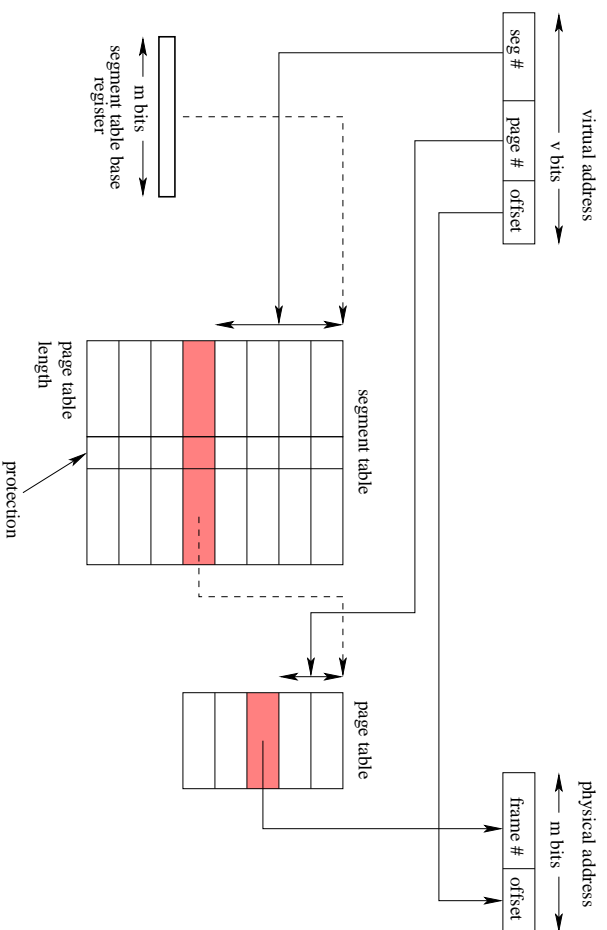 virtual address
v bits
seg #
page #
offset
physical address
m bits
frame #
offset
segment table
page table
m bits
segment table base
register
page table
length
protection